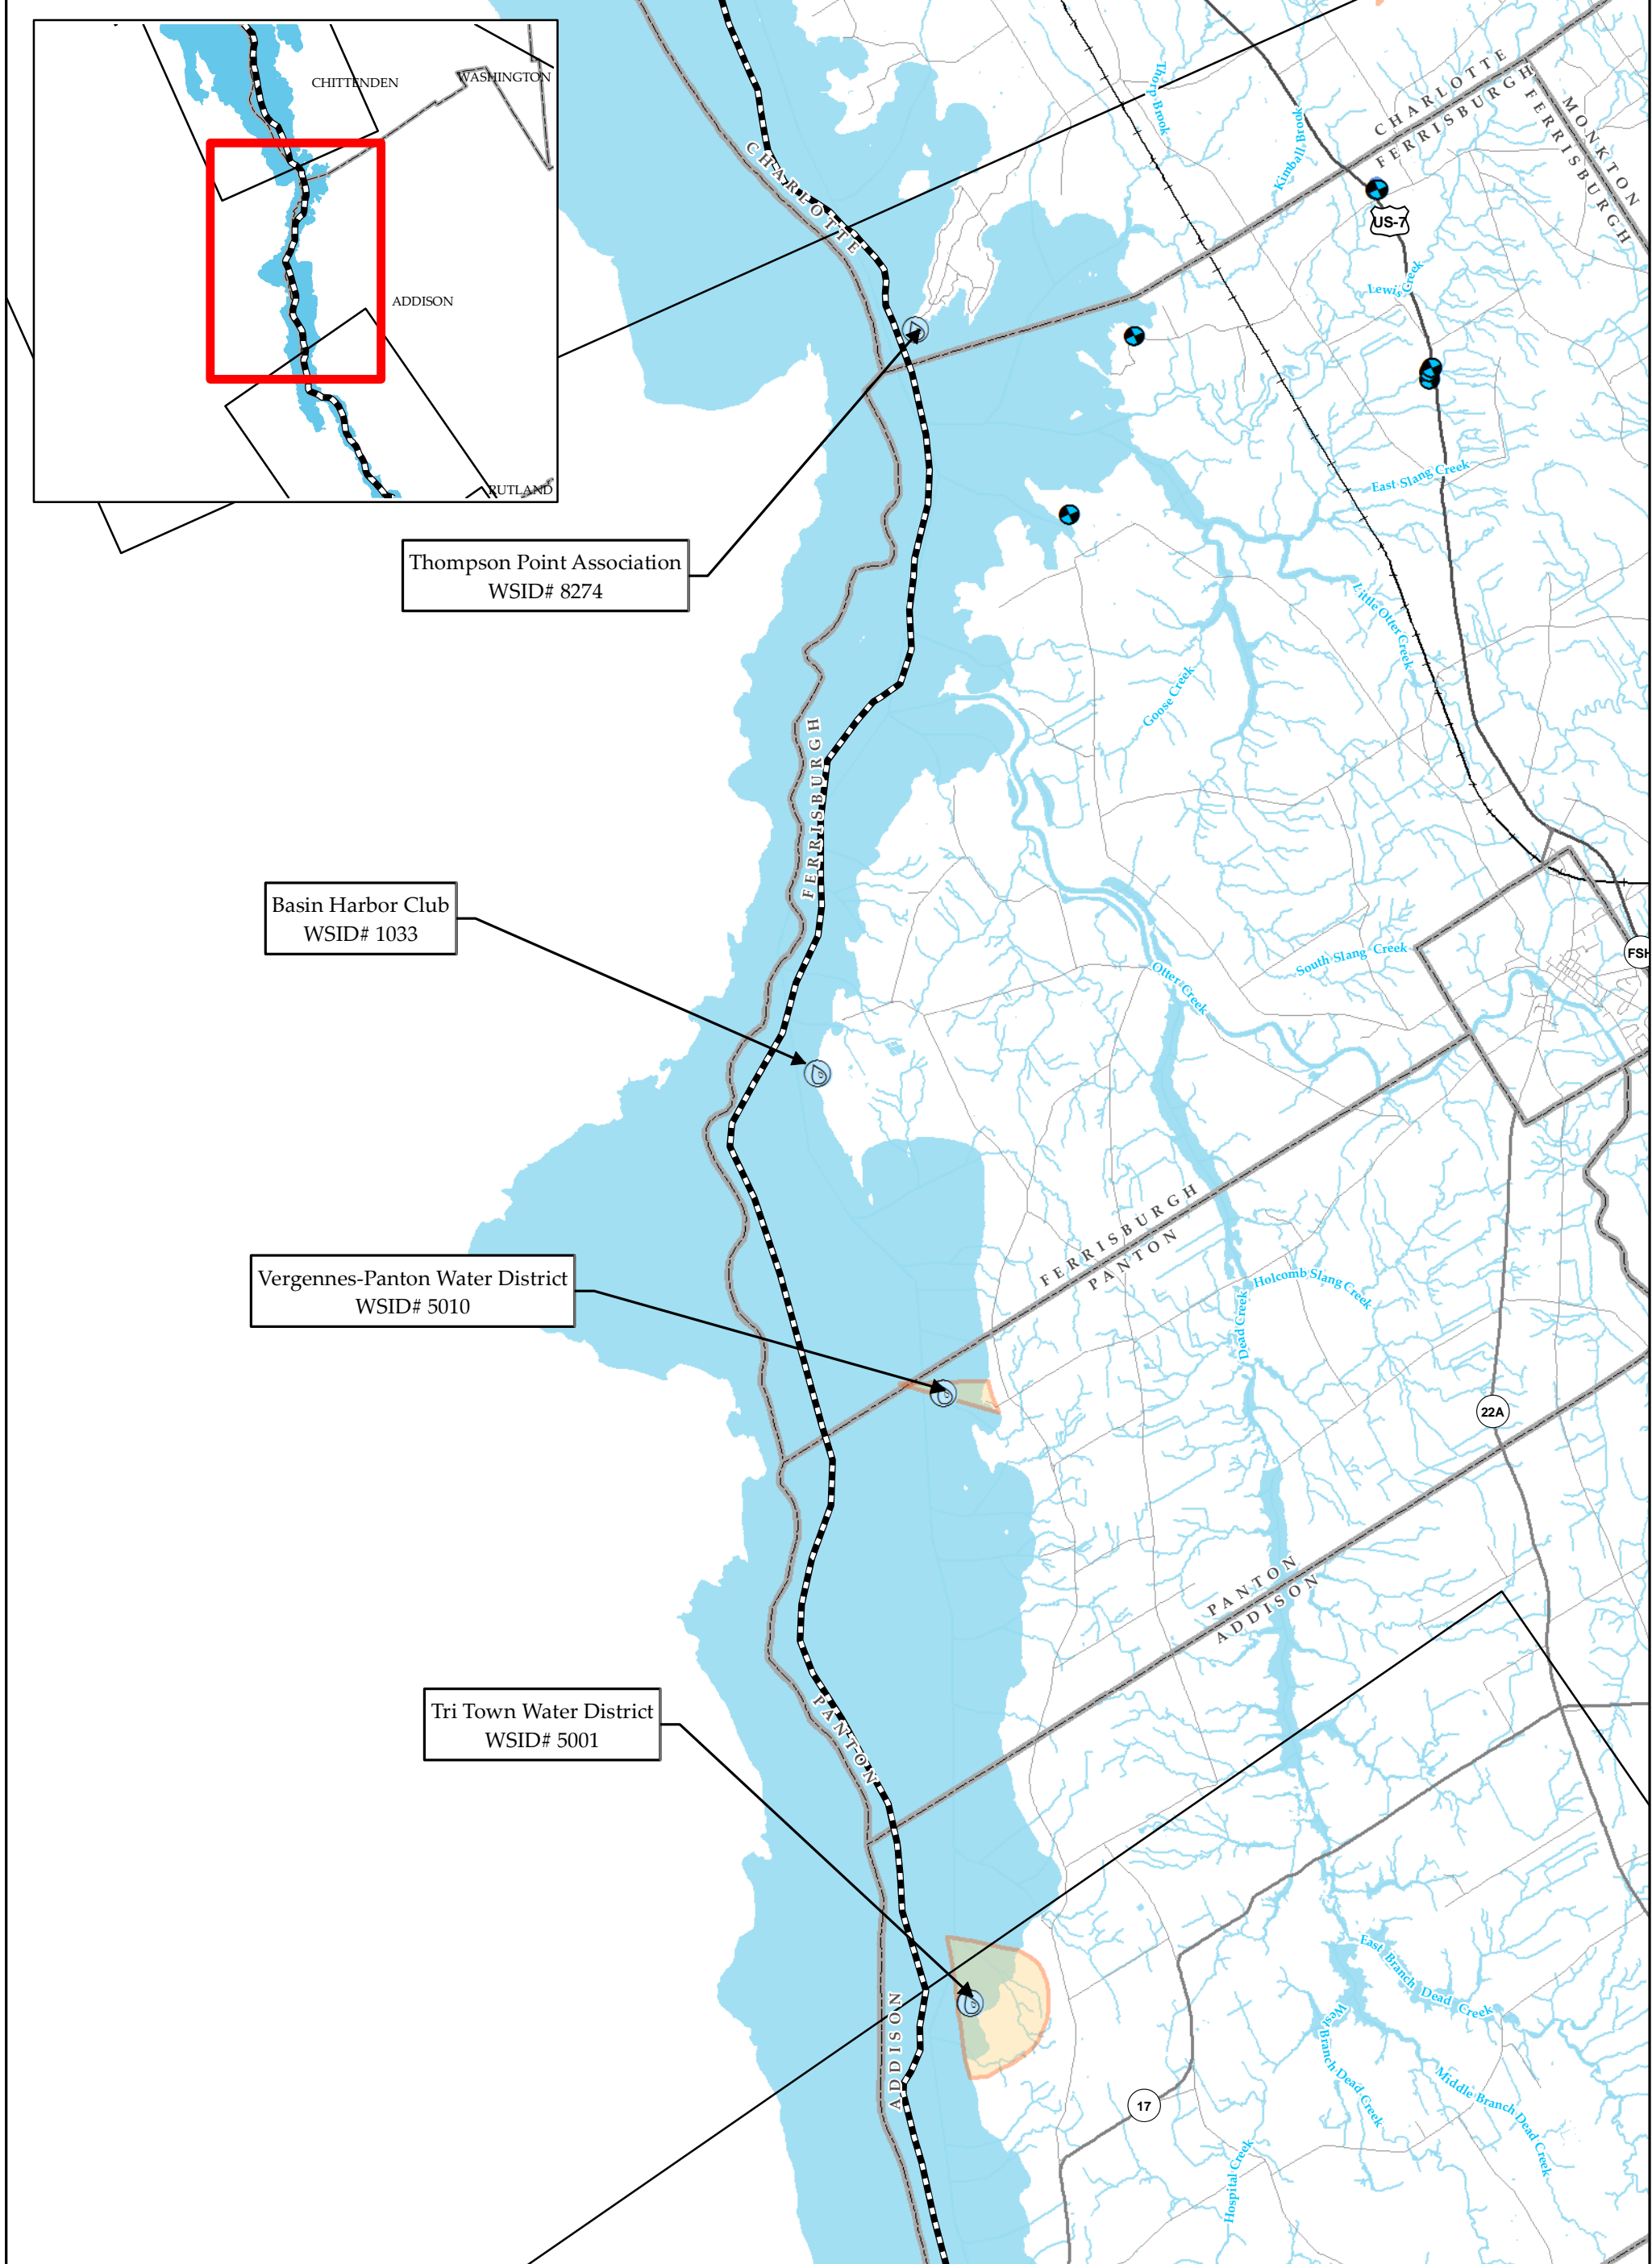 CHITTENDEN
WASHINGTON
ADDISON
RUTLAND
CHARLOTTE
Thorp Brook
Kimball Brook
CHARLOTTE
FERRISBURGH
MONKTON
FERRISBURGH
US-7
Lewis Creek
East Slang Creek
Thompson Point Association
WSID# 8274
Little Otter Creek
Goose Creek
FERRISBURGH
Basin Harbor Club
WSID# 1033
South Slang Creek
FSH
Otter Creek
FERRISBURGH
PANTON
Vergennes-Panton Water District
WSID# 5010
Holcomb Slang Creek
Dead Creek
22A
PANTON
ADDISON
Tri Town Water District
WSID# 5001
PANTON
East Branch Dead Creek
West Branch Dead Creek
Middle Branch Dead Creek
ADDISON
17
Hospital Creek